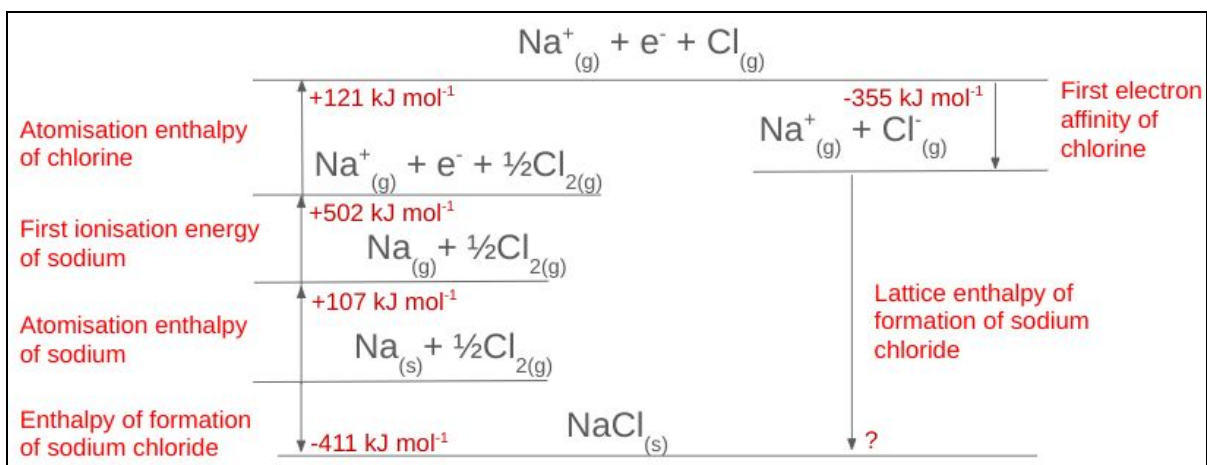 Na⁺(g) + e⁻ + Cl(g)
+121 kJ mol⁻¹
-355 kJ mol⁻¹
First electron
affinity of
chlorine
Atomisation enthalpy
of chlorine
Na⁺(g) + Cl⁻(g)
Na⁺(g) + e⁻ + ½Cl₂(g)
First ionisation energy
of sodium
+502 kJ mol⁻¹
Na(g) + ½Cl₂(g)
Atomisation enthalpy
of sodium
+107 kJ mol⁻¹
Na(s) + ½Cl₂(g)
Lattice enthalpy of
formation of sodium
chloride
Enthalpy of formation
of sodium chloride
-411 kJ mol⁻¹
NaCl(s)
?